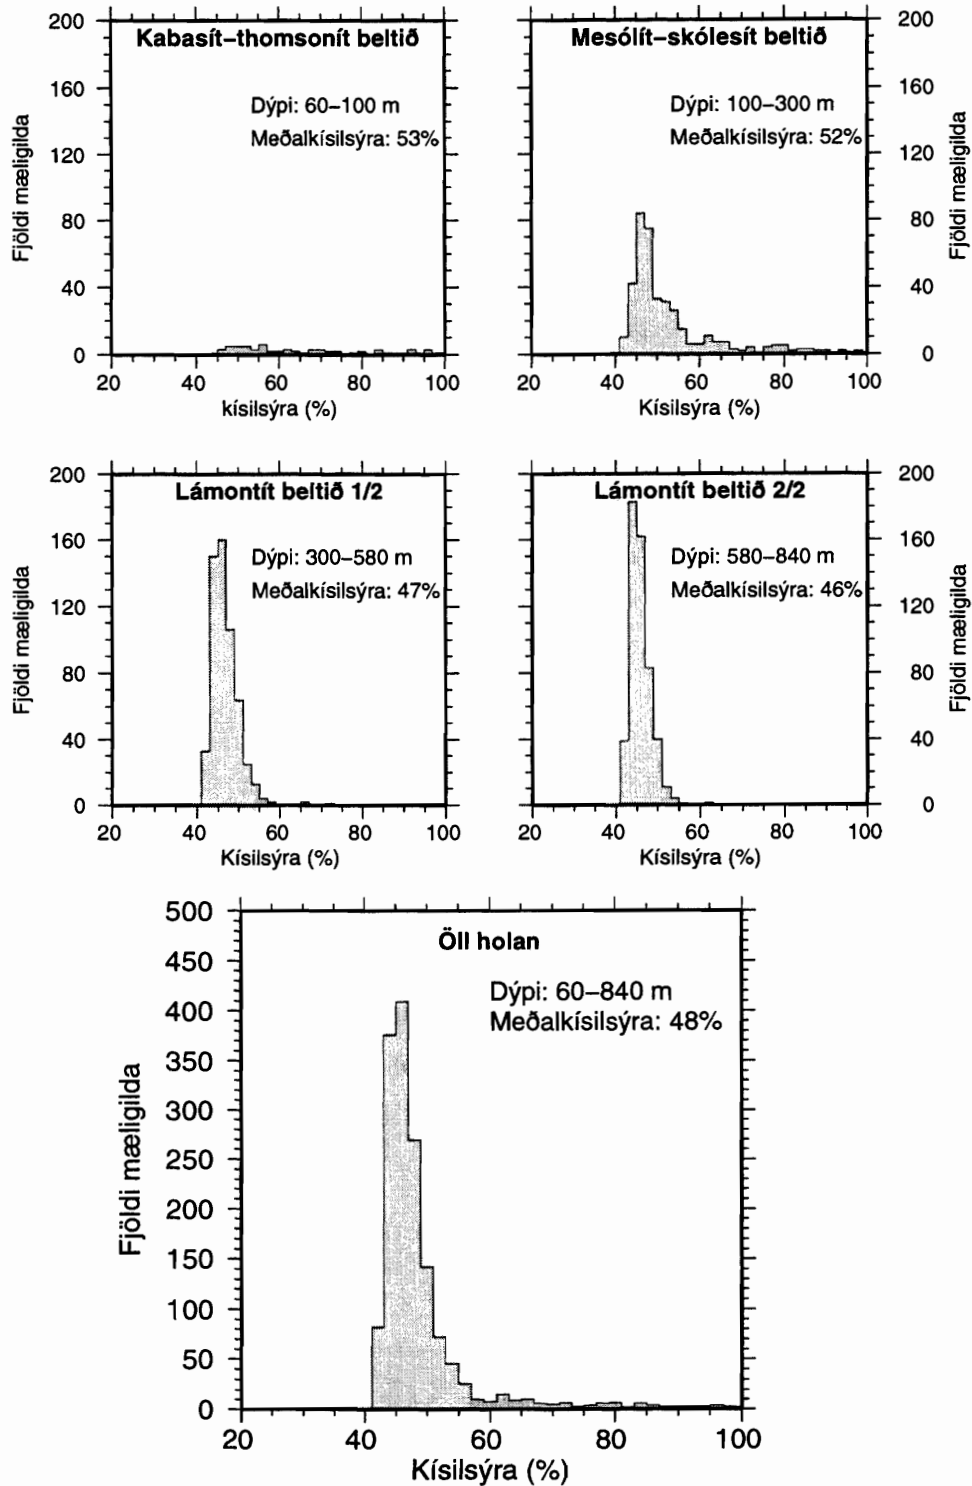 Kabasít–thomsonít beltið
Dýpi: 60–100 m
Meðalkísilsýra: 53%
Fjöldi mæligilda
200
160
120
80
40
0
20 40 60 80 100
kísilsýra (%)
Mesólít–skólesít beltið
Dýpi: 100–300 m
Meðalkísilsýra: 52%
200
160
120
80
40
0
Fjöldi mæligilda
20 40 60 80 100
Kísilsýra (%)
Lámontít beltið 1/2
Dýpi: 300–580 m
Meðalkísilsýra: 47%
Fjöldi mæligilda
200
160
120
80
40
0
20 40 60 80 100
Kísilsýra (%)
Lámontít beltið 2/2
Dýpi: 580–840 m
Meðalkísilsýra: 46%
200
160
120
80
40
0
Fjöldi mæligilda
20 40 60 80 100
Kísilsýra (%)
Öll holan
Dýpi: 60–840 m
Meðalkísilsýra: 48%
Fjöldi mæligilda
500
450
400
350
300
250
200
150
100
50
0
20 40 60 80 100
Kísilsýra (%)